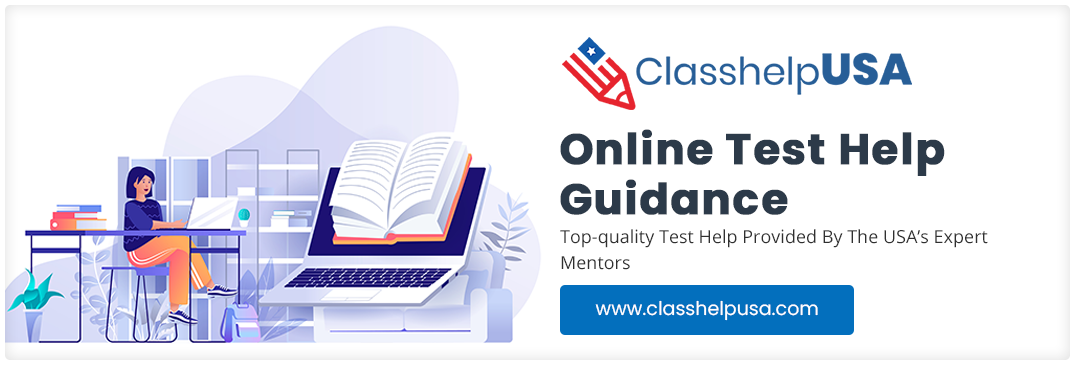 ClasshelpUSA
Online Test Help
Guidance
Top-quality Test Help Provided By The USA's Expert
Mentors
www.classhelpusa.com